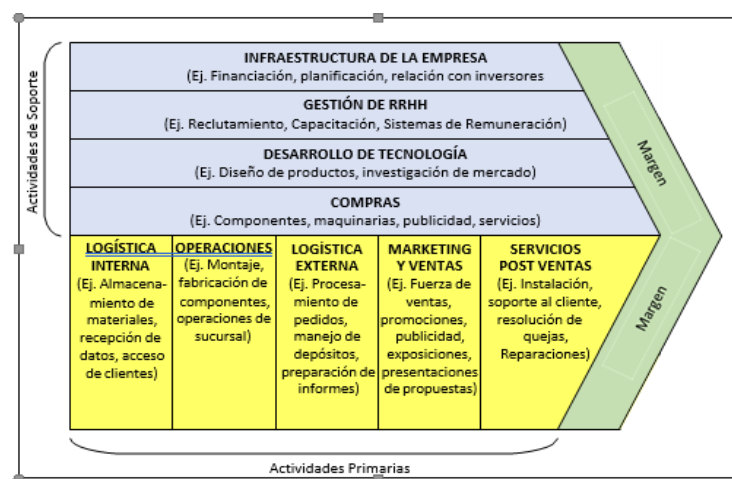 Actividades de Soporte
INFRAESTRUCTURA DE LA EMPRESA
(Ej. Financiación, planificación, relación con inversores
GESTIÓN DE RRHH
(Ej. Reclutamiento, Capacitación, Sistemas de Remuneración)
DESARROLLO DE TECNOLOGÍA
(Ej. Diseño de productos, investigación de mercado)
COMPRAS
(Ej. Componentes, maquinarias, publicidad, servicios)
Margen
LOGÍSTICA
INTERNA
(Ej. Almacena-
miento de
materiales,
recepción de
datos, acceso
de clientes)
OPERACIONES
(Ej. Montaje,
fabricación de
componentes,
operaciones de
sucursal)
LOGÌSTICA
EXTERNA
(Ej. Procesa-
miento de
pedidos,
manejo de
depósitos,
preparación de
informes)
MARKETING
Y VENTAS
(Ej. Fuerza de
ventas,
promociones,
publicidad,
exposiciones,
presentaciones
de propuestas)
SERVICIOS
POST VENTAS
(Ej. Instalación,
soporte al cliente,
resolución de
quejas,
Reparaciones)
Margen
Actividades Primarias